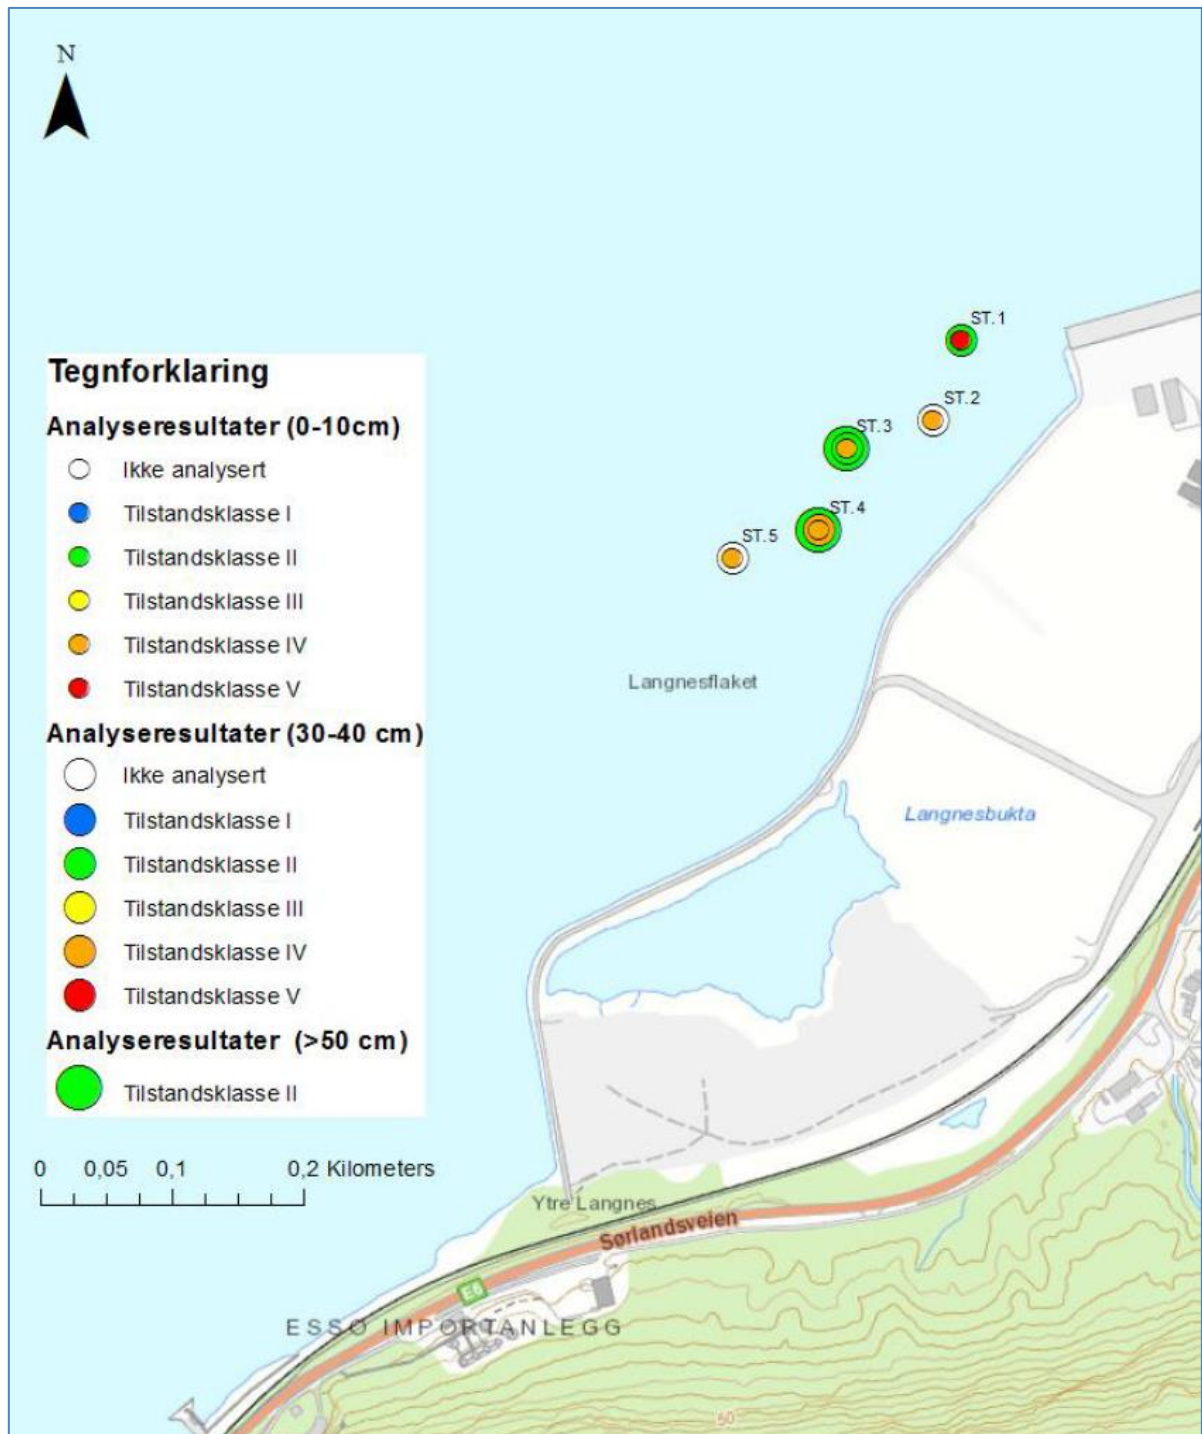 N
ST.1
ST.2
ST.3
ST.4
ST.5
Tegnforklaring
Analyseresultater (0-10cm)
Ikke analysert
Tilstandsklasse I
Tilstandsklasse II
Tilstandsklasse III
Tilstandsklasse IV
Tilstandsklasse V
Analyseresultater (30-40 cm)
Ikke analysert
Tilstandsklasse I
Tilstandsklasse II
Tilstandsklasse III
Tilstandsklasse IV
Tilstandsklasse V
Analyseresultater (>50 cm)
Tilstandsklasse II
0 0,05 0,1 0,2 Kilometers
Langnesflaket
Langnesbukta
Ytre Langnes
Sørlandsveien
E6
ESSO IMPORTANLEGG
50